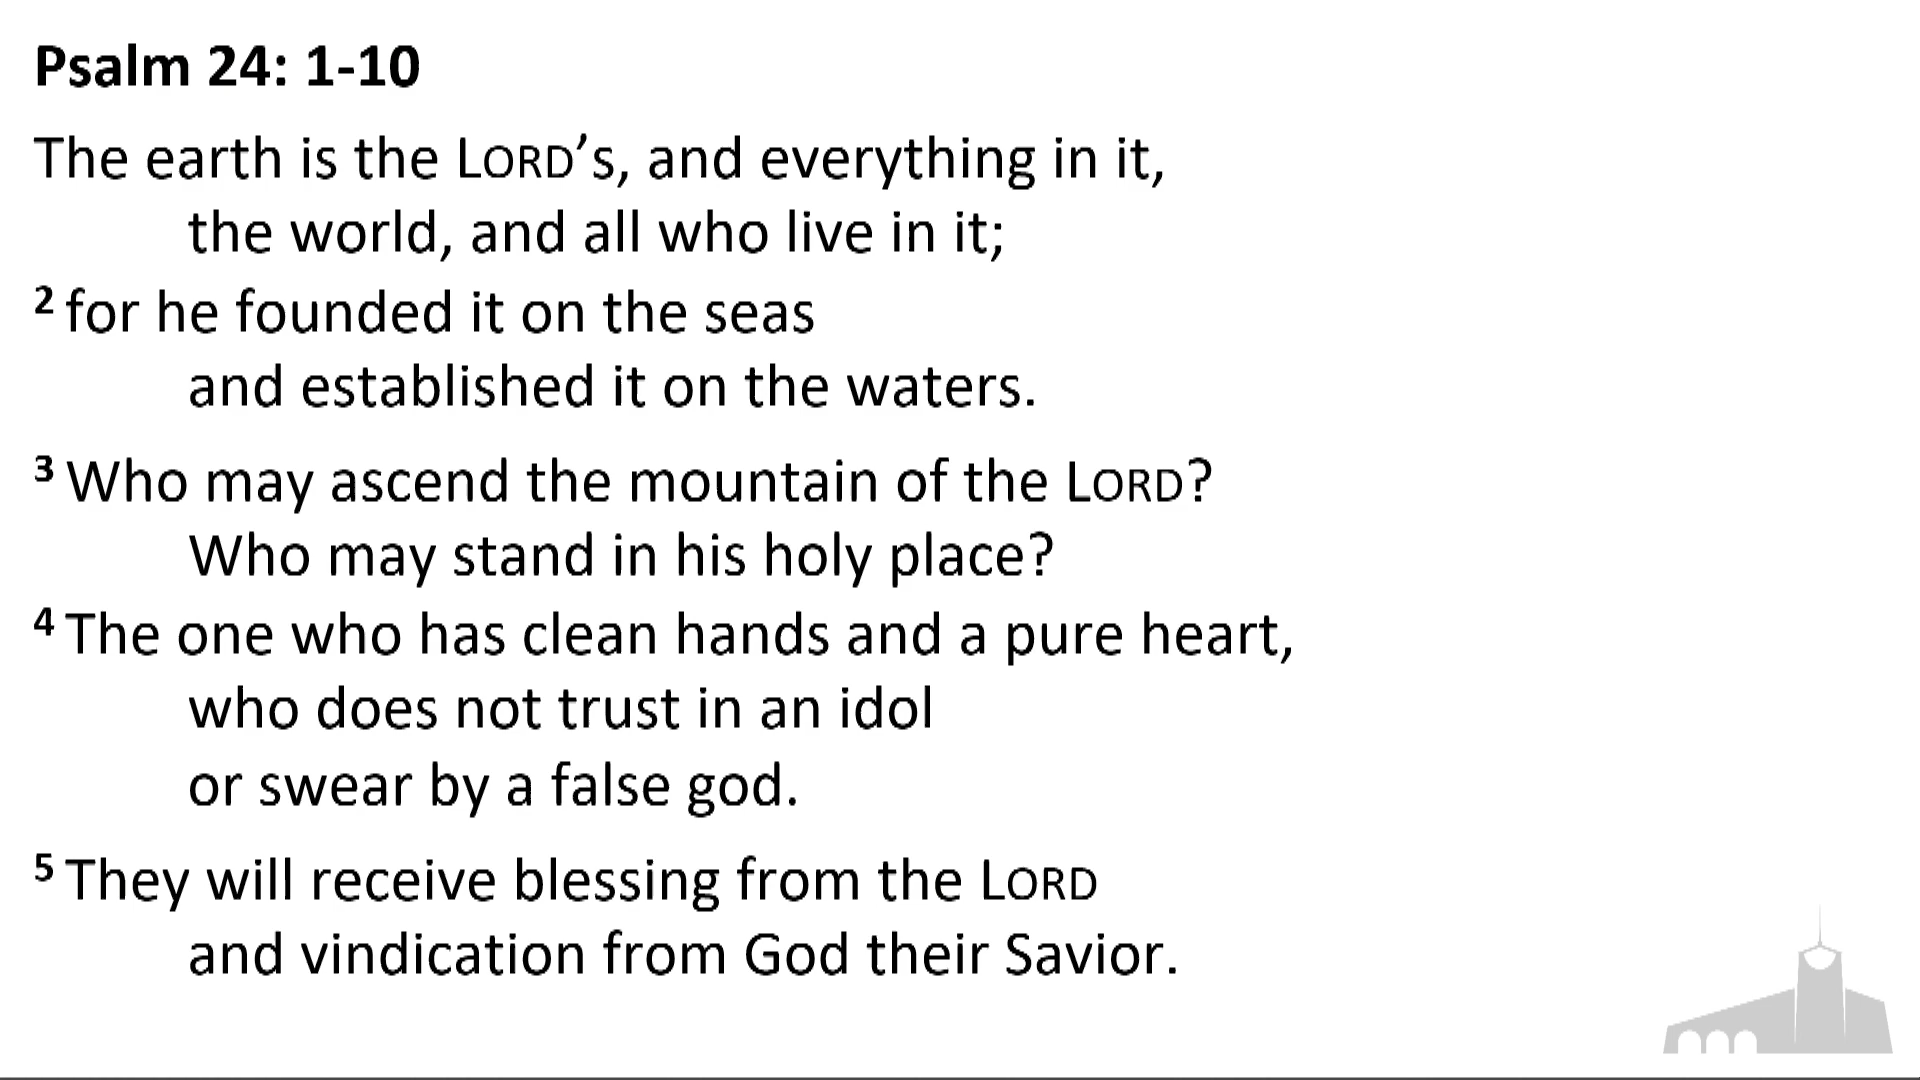 Psalm 24: 1-10
The earth is the LORD’s, and everything in it,
the world, and all who live in it;
2 for he founded it on the seas
and established it on the waters.
3 Who may ascend the mountain of the LORD?
Who may stand in his holy place?
4 The one who has clean hands and a pure heart,
who does not trust in an idol
or swear by a false god.
5 They will receive blessing from the LORD
and vindication from God their Savior.